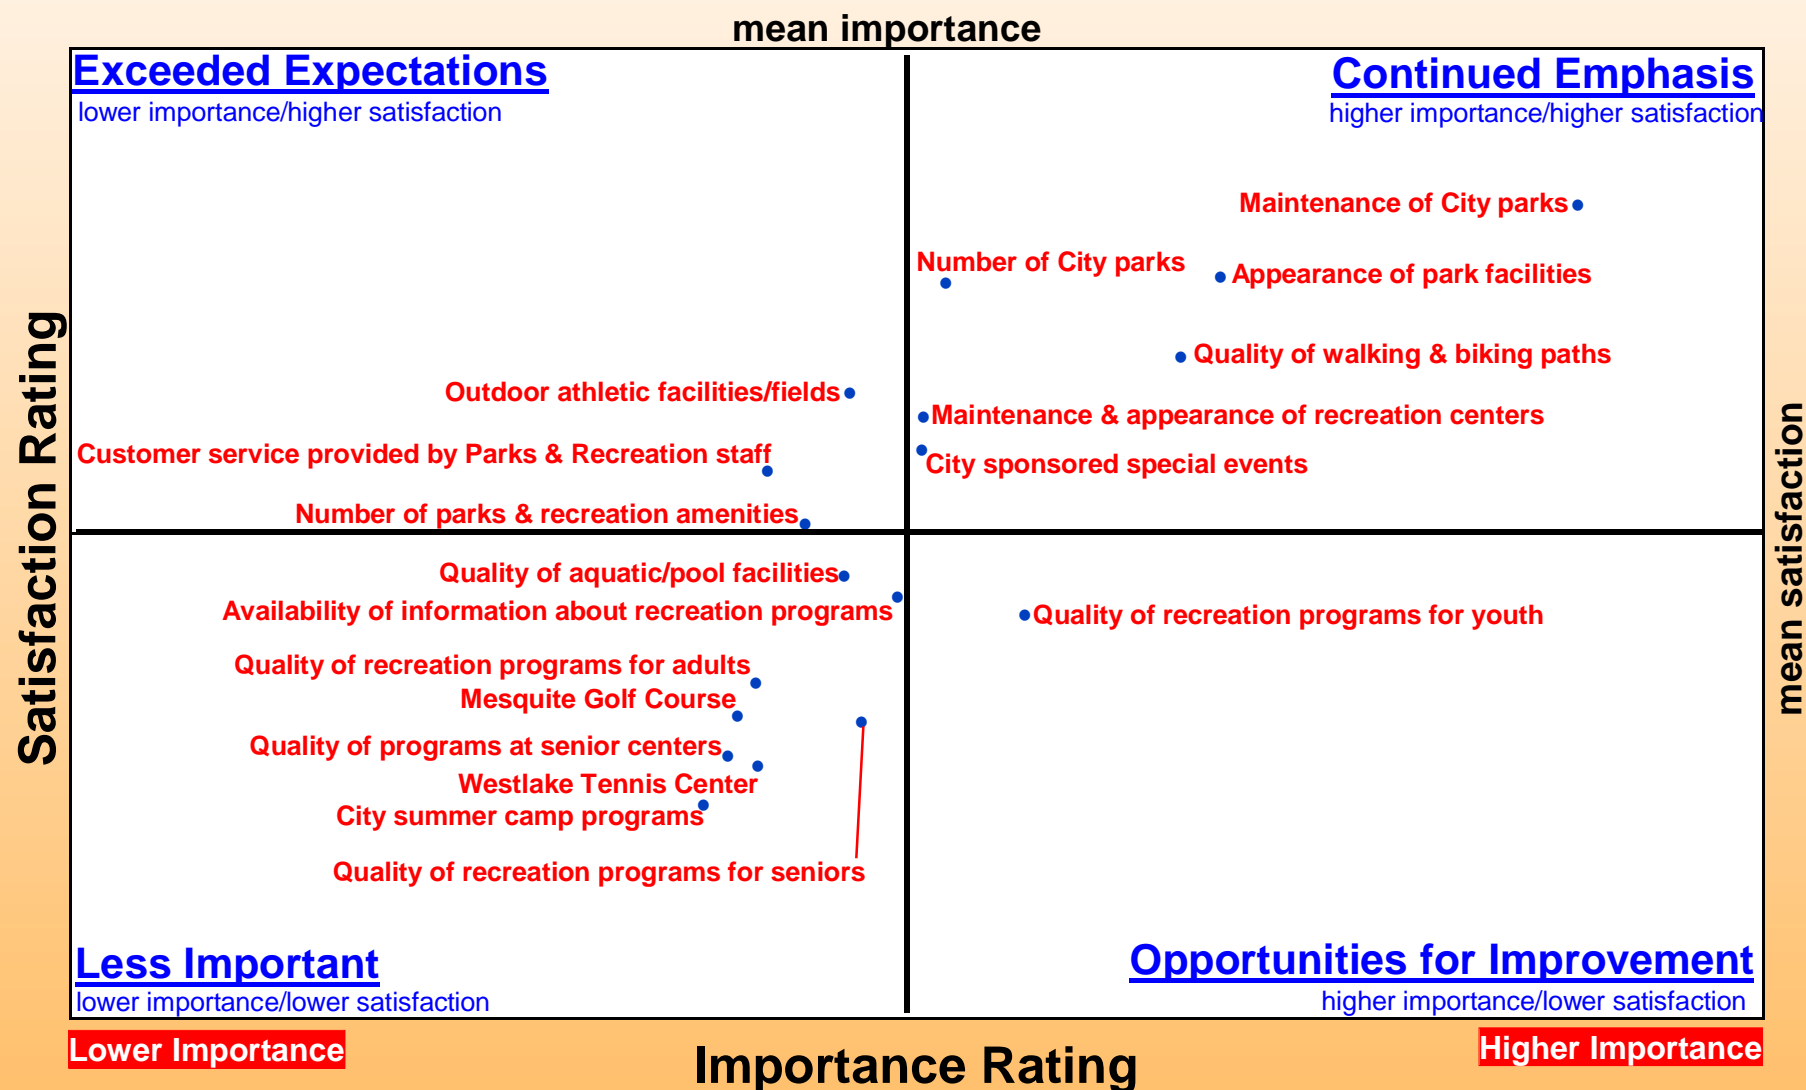 mean importance
Exceeded Expectations
lower importance/higher satisfaction
Continued Emphasis
higher importance/higher satisfaction
Maintenance of City parks
Number of City parks
Appearance of park facilities
Quality of walking & biking paths
Outdoor athletic facilities/fields
Maintenance & appearance of recreation centers
Customer service provided by Parks & Recreation staff
City sponsored special events
Number of parks & recreation amenities
Satisfaction Rating
mean satisfaction
Quality of aquatic/pool facilities
Availability of information about recreation programs
Quality of recreation programs for youth
Quality of recreation programs for adults
Mesquite Golf Course
Quality of programs at senior centers
Westlake Tennis Center
City summer camp programs
Quality of recreation programs for seniors
Less Important
lower importance/lower satisfaction
Opportunities for Improvement
higher importance/lower satisfaction
Lower Importance
Importance Rating
Higher Importance